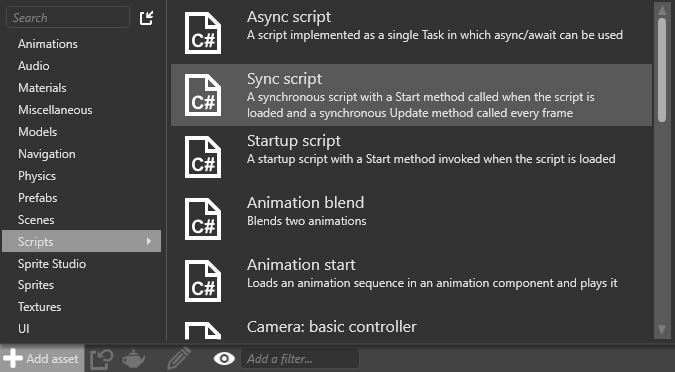 Search
Animations
Audio
Materials
Miscellaneous
Models
Navigation
Physics
Prefabs
Scenes
Scripts
Sprite Studio
Sprites
Textures
UI
C#
Async script
A script implemented as a single Task in which async/await can be used
C#
Sync script
A synchronous script with a Start method called when the script is
loaded and a synchronous Update method called every frame
C#
Startup script
A startup script with a Start method invoked when the script is loaded
C#
Animation blend
Blends two animations
C#
Animation start
Loads an animation sequence in an animation component and plays it
Camera: basic controller
Add asset
Add a filter...